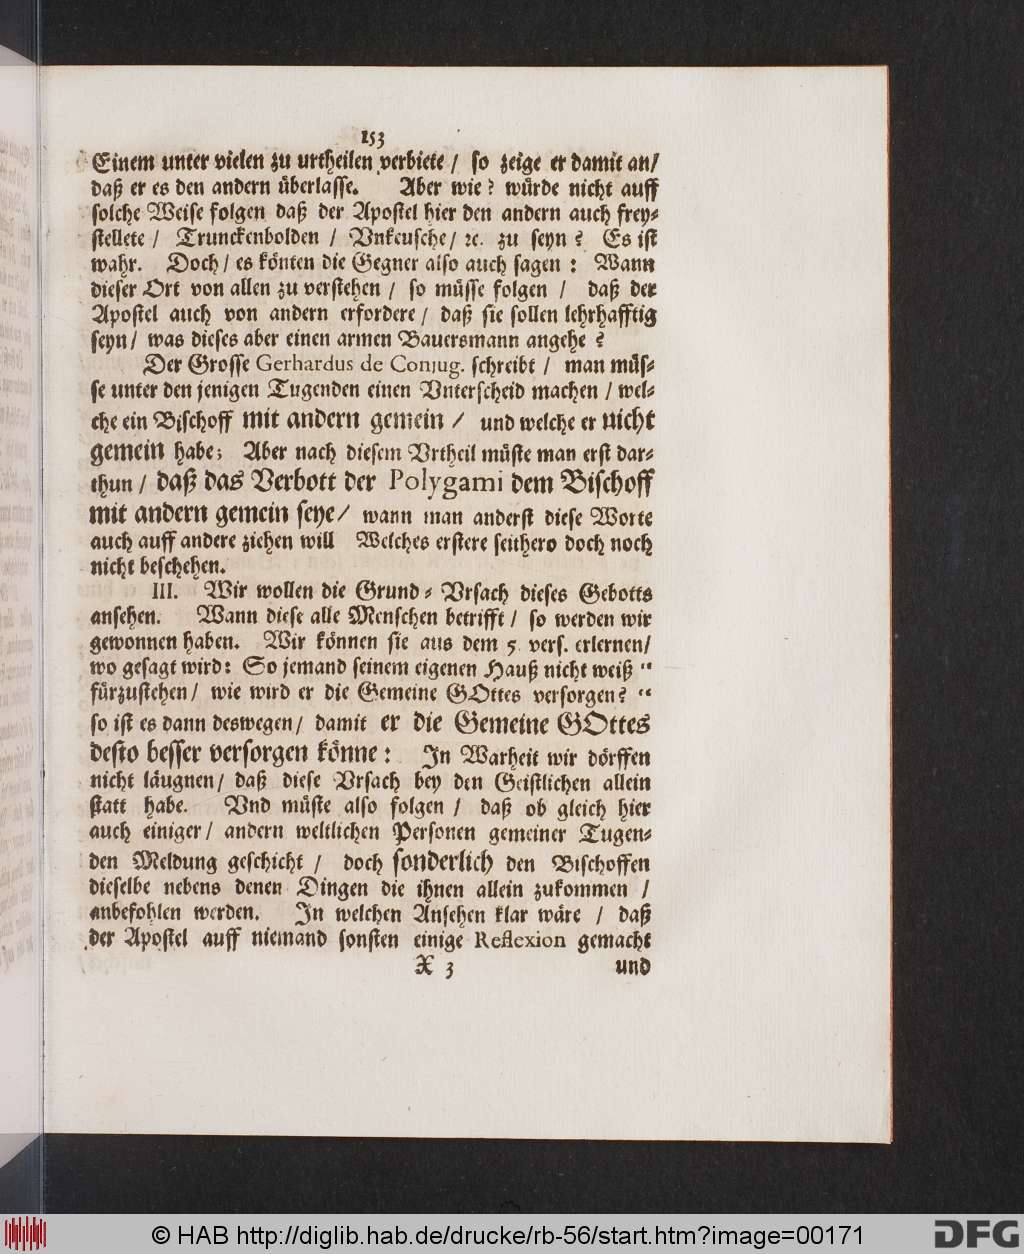 153
Einem unter vielen zu urtheilen verbiete / so zeige er damit an/
daß er es den andern überlasse. Aber wie? würde nicht auff
solche Weise folgen daß der Apostel hier den andern auch frey-
stellete / Trunckenbolden / Vnkeusche / ꝛc. zu seyn? Es ist
wahr. Doch / es könten die Gegner also auch sagen: Wann
dieser Ort von allen zu verstehen / so müsse folgen / daß der
Apostel auch von andern erfordere / daß sie sollen lehrhafftig
seyn / was dieses aber einen armen Bauersmann angehe?
Der Grosse Gerhardus de Conjug. schreibt / man müs-
se unter den jenigen Tugenden einen Vnterscheid machen / wel-
che ein Bischoff mit andern gemein / und welche er nicht
gemein habe; Aber nach diesem Vrtheil müste man erst dar-
thun / daß das Verbott der Polygami dem Bischoff
mit andern gemein seye / wann man anderst diese Worte
auch auff andere ziehen will Welches erstere seithero doch noch
nicht beschehen.
III. Wir wollen die Grund-Vrsach dieses Gebotts
ansehen. Wann diese alle Menschen betrifft / so werden wir
gewonnen haben. Wir können sie aus dem 5. vers. erlernen /
wo gesagt wird: So jemand seinem eigenen Hauß nicht weiß “
fürzustehen / wie wird er die Gemeine GOttes versorgen? “
so ist es dann deswegen / damit er die Gemeine GOttes
desto besser versorgen könne: In Warheit wir dörffen
nicht läugnen / daß diese Vrsach bey den Geistlichen allein
statt habe. Vnd müste also folgen / daß ob gleich hier
auch einiger / andern weltlichen Personen gemeiner Tugen-
den Meldung geschicht / doch sonderlich den Bischoffen
dieselbe nebens denen Dingen die ihnen allein zukommen /
anbefohlen werden. In welchen Ansehen klar wäre / daß
der Apostel auff niemand sonsten einige Reflexion gemacht
X 3 und
© HAB http://diglib.hab.de/drucke/rb-56/start.htm?image=00171
DFG